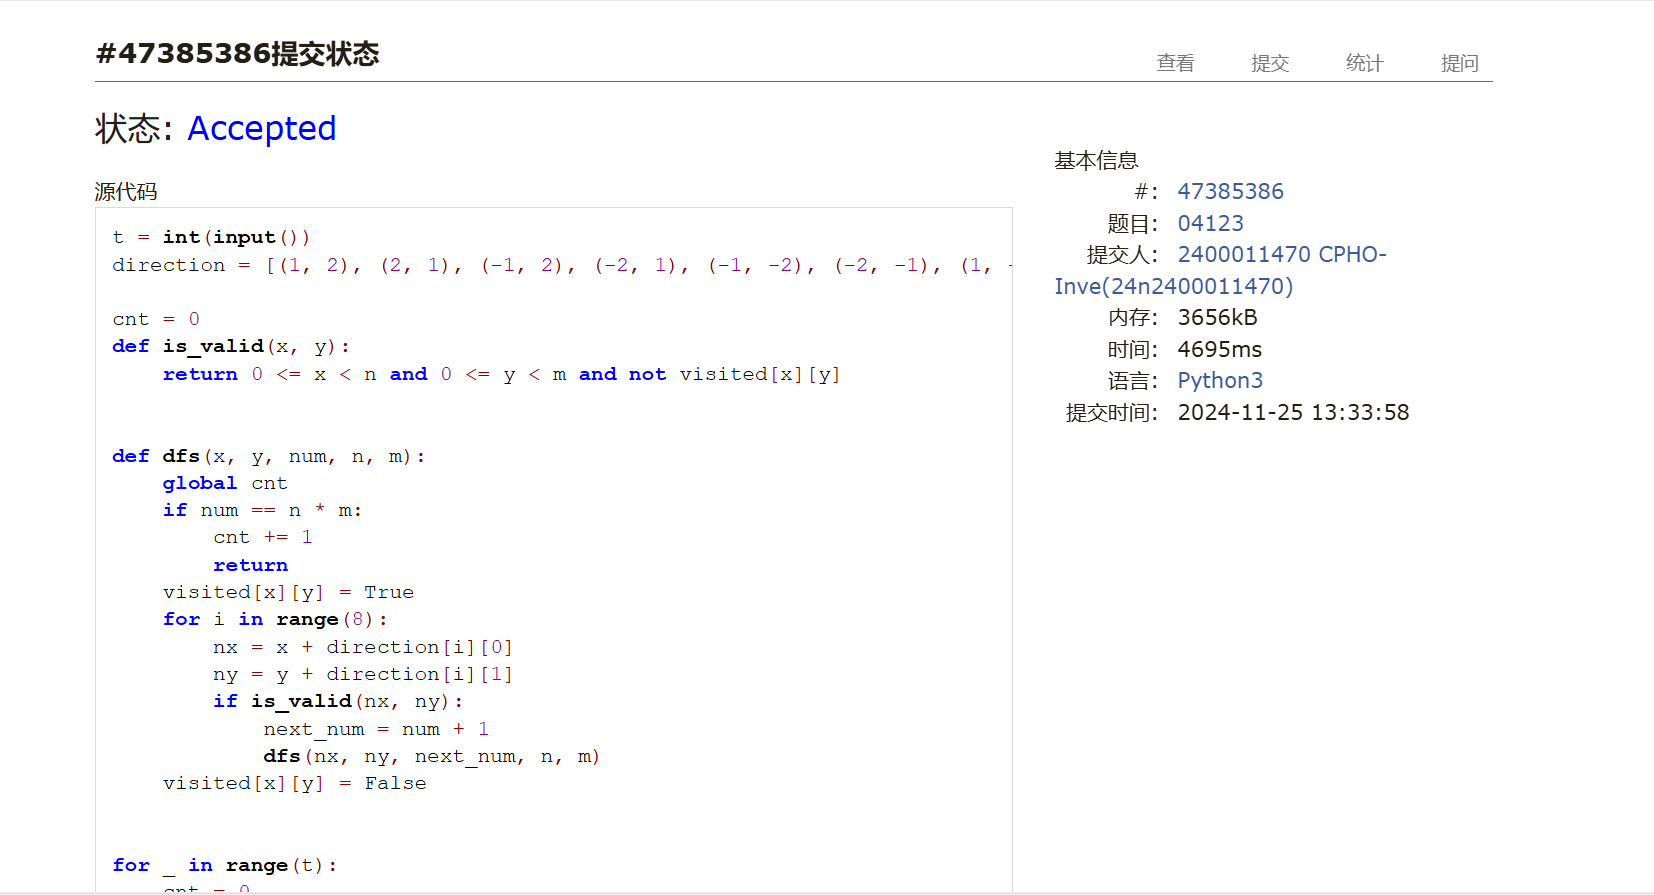 #47385386提交状态
查看 提交 统计 提问
状态: Accepted
源代码
t = int(input())
direction = [(1, 2), (2, 1), (-1, 2), (-2, 1), (-1, -2), (-2, -1), (1, -
cnt = 0
def is_valid(x, y):
    return 0 <= x < n and 0 <= y < m and not visited[x][y]
def dfs(x, y, num, n, m):
    global cnt
    if num == n * m:
        cnt += 1
        return
    visited[x][y] = True
    for i in range(8):
        nx = x + direction[i][0]
        ny = y + direction[i][1]
        if is_valid(nx, ny):
            next_num = num + 1
            dfs(nx, ny, next_num, n, m)
    visited[x][y] = False
for _ in range(t):
    cnt = 0
基本信息
#: 47385386
题目: 04123
提交人: 2400011470 CPHO-
Inve(24n2400011470)
内存: 3656kB
时间: 4695ms
语言: Python3
提交时间: 2024-11-25 13:33:58